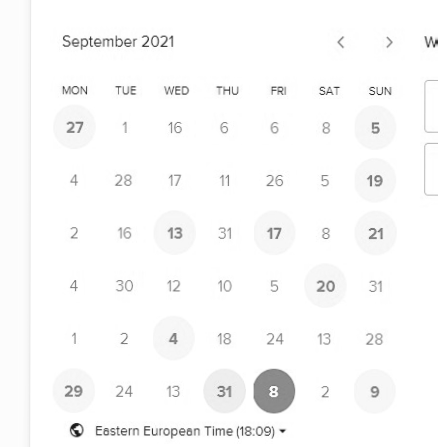 September 2021
MON TUE WED THU FRI SAT SUN
27 1 16 6 6 8 5
4 28 17 11 26 5 19
2 16 13 31 17 8 21
4 30 12 10 5 20 31
1 2 4 18 24 13 28
29 24 13 31 8 2 9
Eastern European Time (18:09)